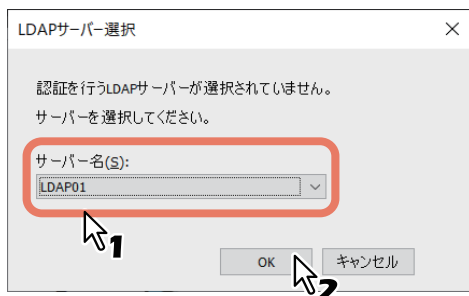 LDAPサーバー選択
認証を行うLDAPサーバーが選択されていません。
サーバーを選択してください。
サーバー名(S):
LDAP01
1
OK
キャンセル
2